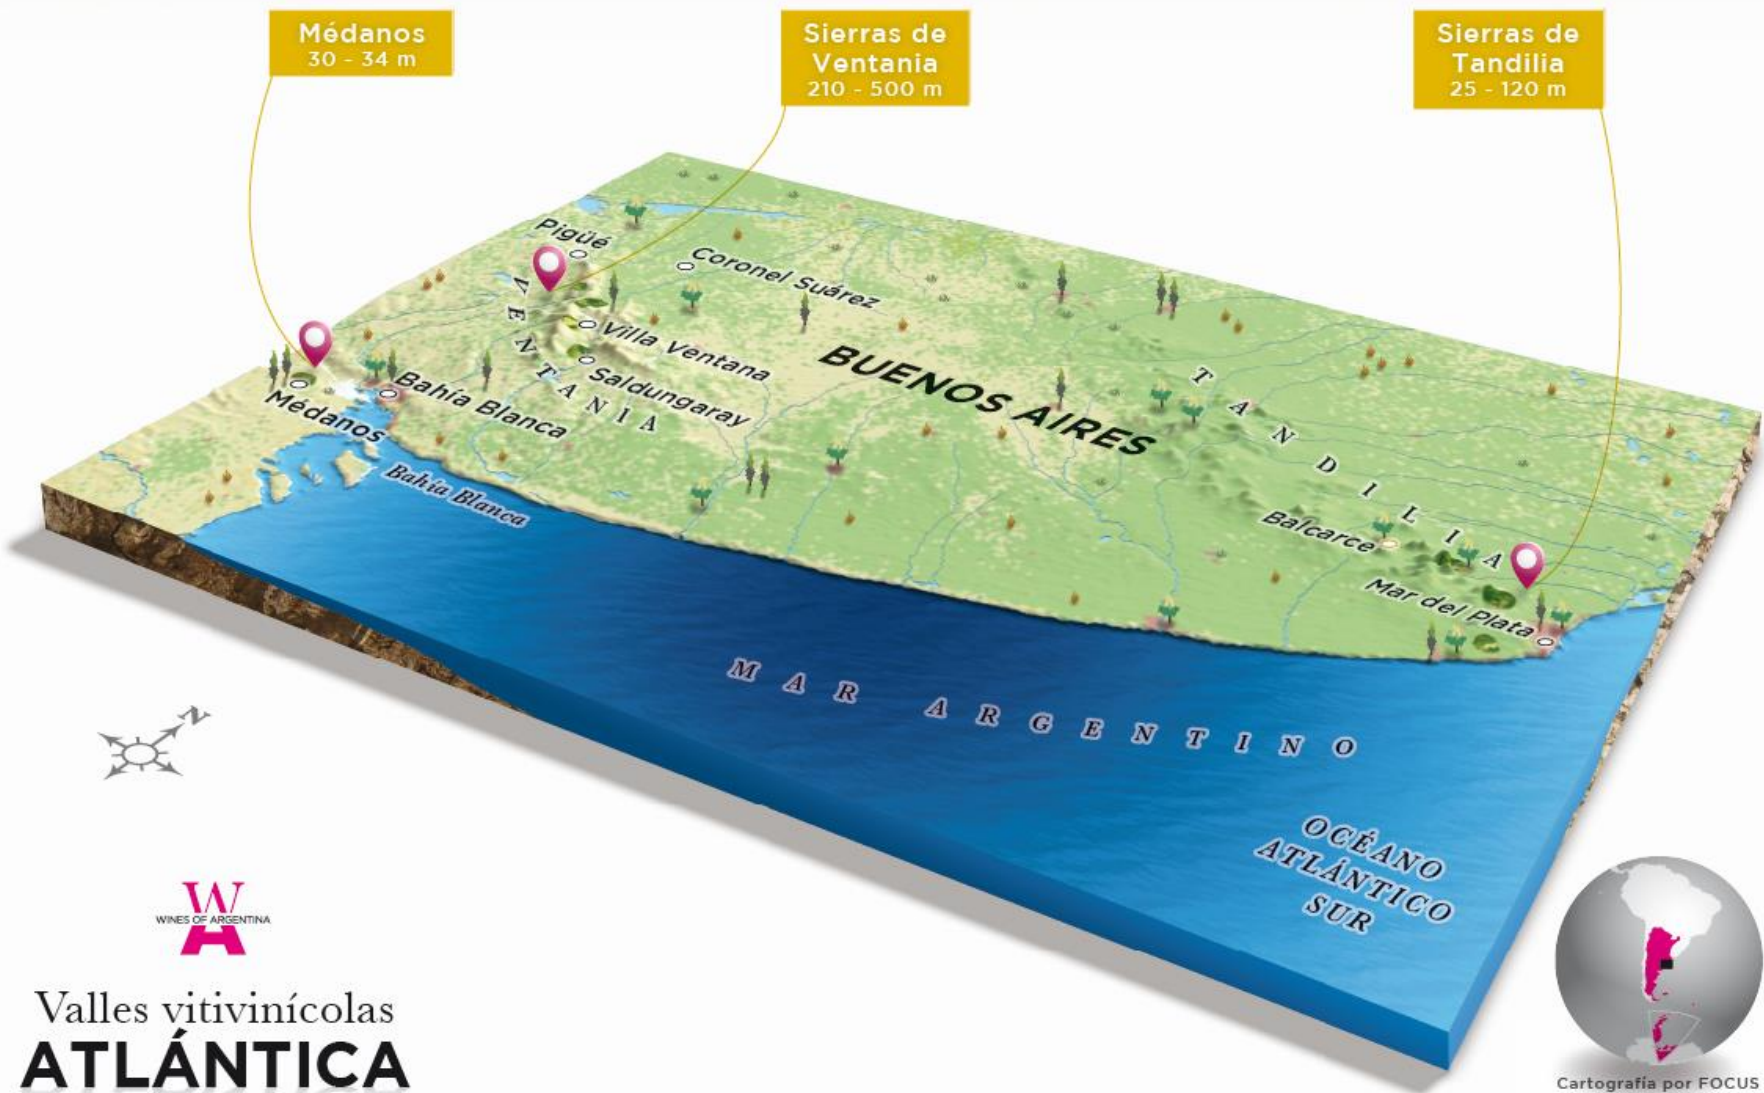 Médanos
30 - 34 m
Sierras de
Ventania
210 - 500 m
Sierras de
Tandilia
25 - 120 m
Pigüé
Coronel Suárez
VENTANIA
Villa Ventana
Saldungaray
BUENOS AIRES
TANDILIA
Médanos
Bahía Blanca
Bahía Blanca
Balcarce
Mar del Plata
MAR ARGENTINO
OCÉANO
ATLÁNTICO
SUR
N
WA
WINES OF ARGENTINA
Valles vitivinícolas
ATLÁNTICA
Cartografía por FOCUS